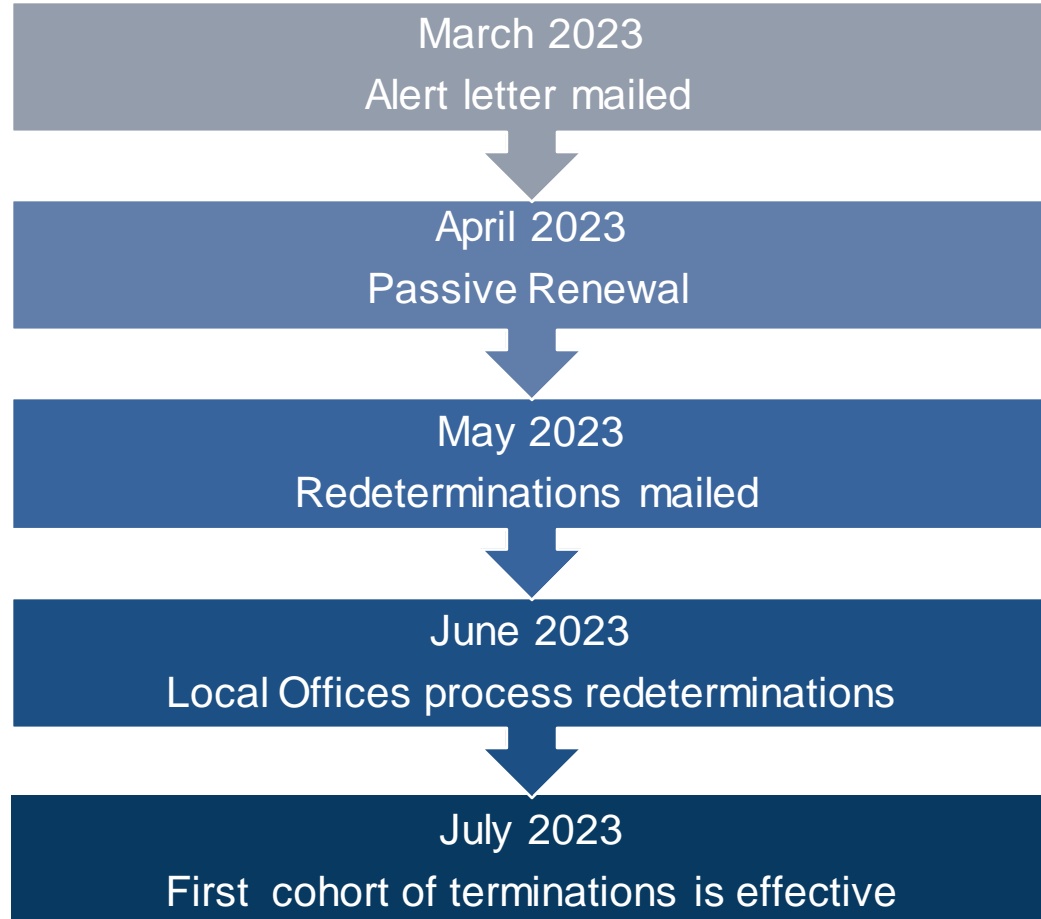 March 2023
Alert letter mailed
April 2023
Passive Renewal
May 2023
Redeterminations mailed
June 2023
Local Offices process redeterminations
July 2023
First cohort of terminations is effective